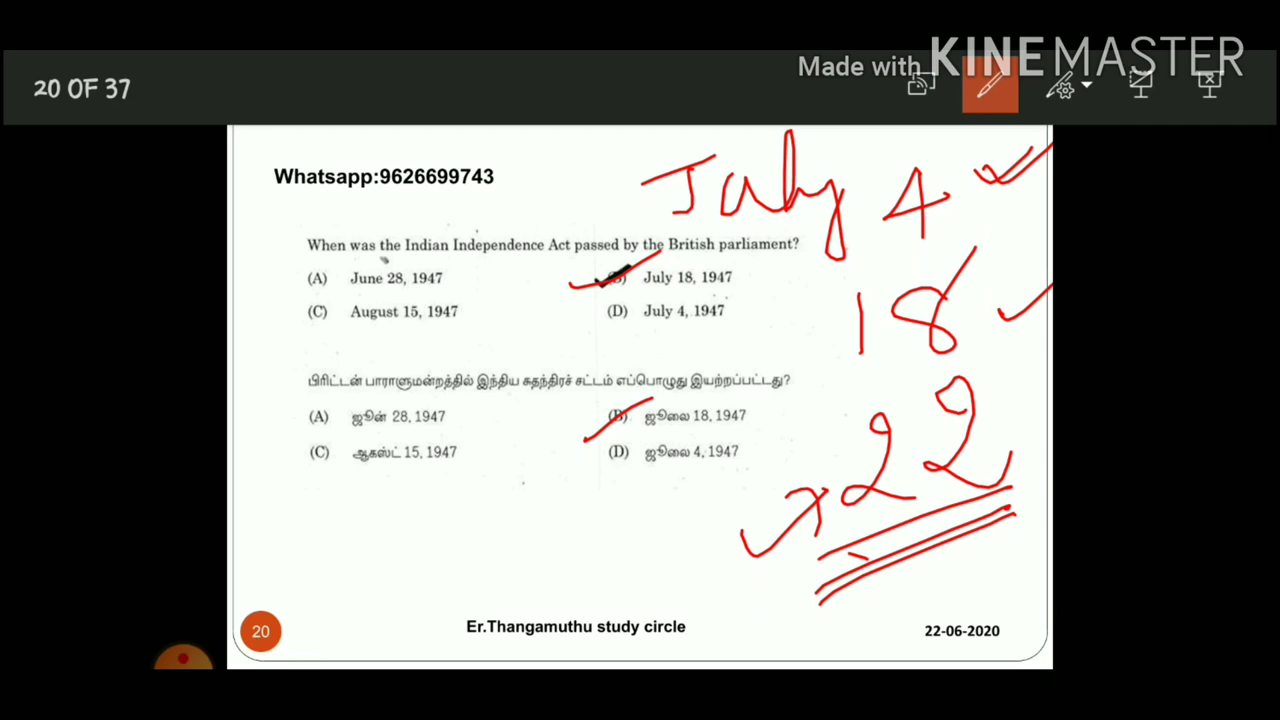 Made with KINEMASTER
20 OF 37
Whatsapp:9626699743
July 4
When was the Indian Independence Act passed by the British parliament?
(A) June 28, 1947 (B) July 18, 1947
(C) August 15, 1947 (D) July 4, 1947
18
பிரிட்டன் பாராளுமன்றத்தில் இந்திய சுதந்திரச் சட்டம் எப்பொழுது இயற்றப்பட்டது?
(A) ஜூன் 28, 1947 (B) ஜூலை 18, 1947
(C) ஆகஸ்ட் 15, 1947 (D) ஜூலை 4, 1947
22
20 Er.Thangamuthu study circle 22-06-2020